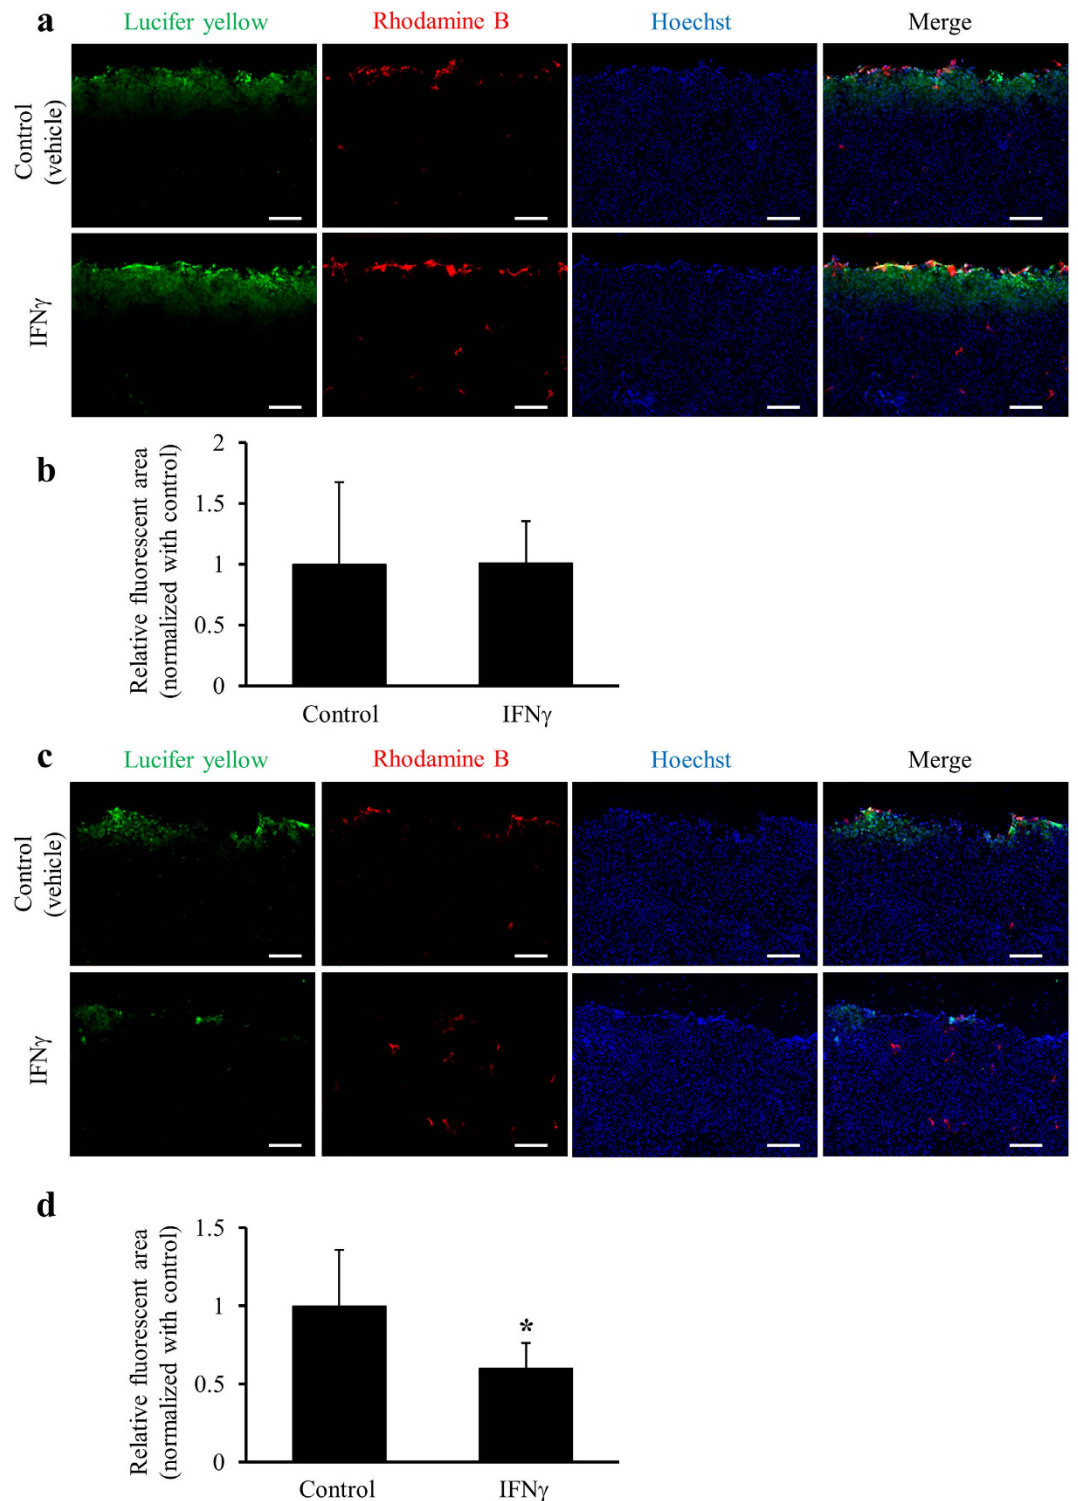 a
Lucifer yellow Rhodamine B Hoechst Merge
Control
(vehicle)
IFNγ
b
Relative fluorescent area
(normalized with control)
2
1.5
1
0.5
0
Control IFNγ
c
Lucifer yellow Rhodamine B Hoechst Merge
Control
(vehicle)
IFNγ
d
Relative fluorescent area
(normalized with control)
1.5
1
*
0.5
0
Control IFNγ